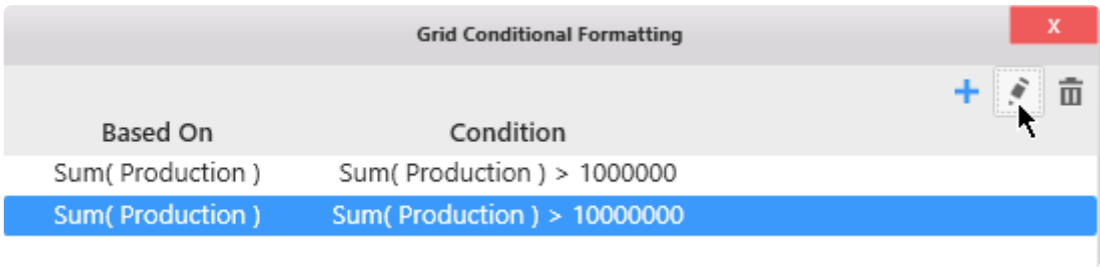 Grid Conditional Formatting
X
Based On Condition
Sum( Production ) Sum( Production ) > 1000000
Sum( Production ) Sum( Production ) > 10000000